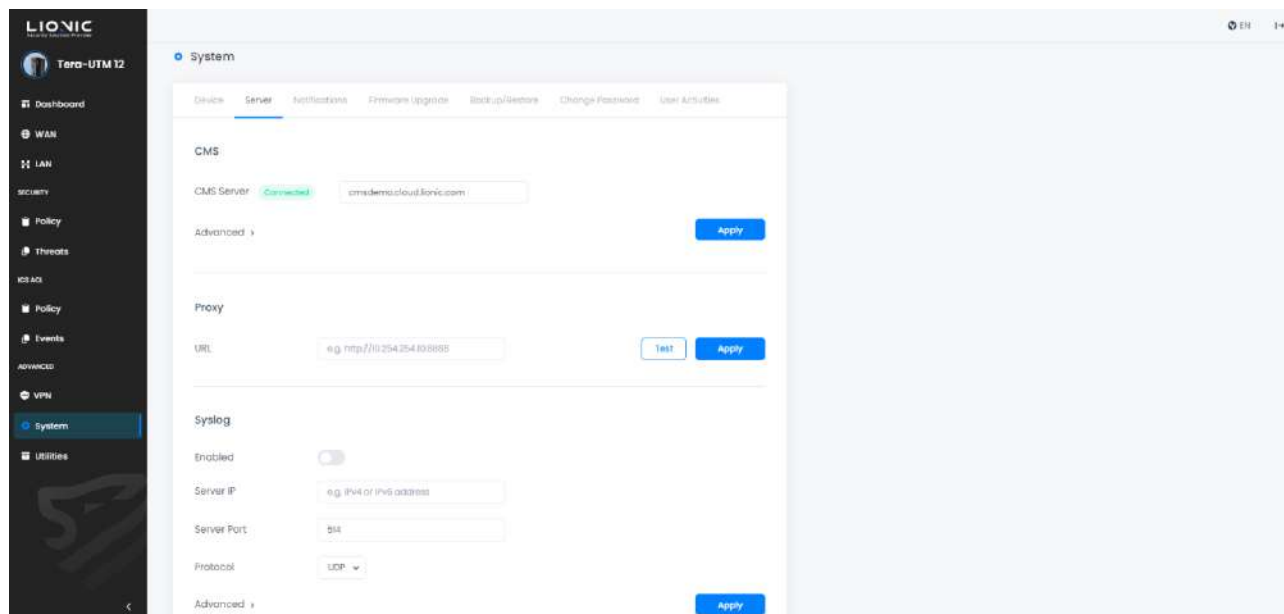 LIONIC
Security Solution Provider
EN
Tera-UTM 12
System
Dashboard
WAN
LAN
SECURITY
Policy
Threats
ICS ACL
Policy
Events
ADVANCED
VPN
System
Utilities
Device Server Notifications Firmware Upgrade Backup/Restore Change Password User Activities
CMS
CMS Server Connected cmsdemo.cloud.lionic.com
Advanced > Apply
Proxy
URL e.g. http://10.254.254.10:8888 Test Apply
Syslog
Enabled
Server IP e.g. IPv4 or IPv6 address
Server Port 514
Protocol UDP
Advanced > Apply